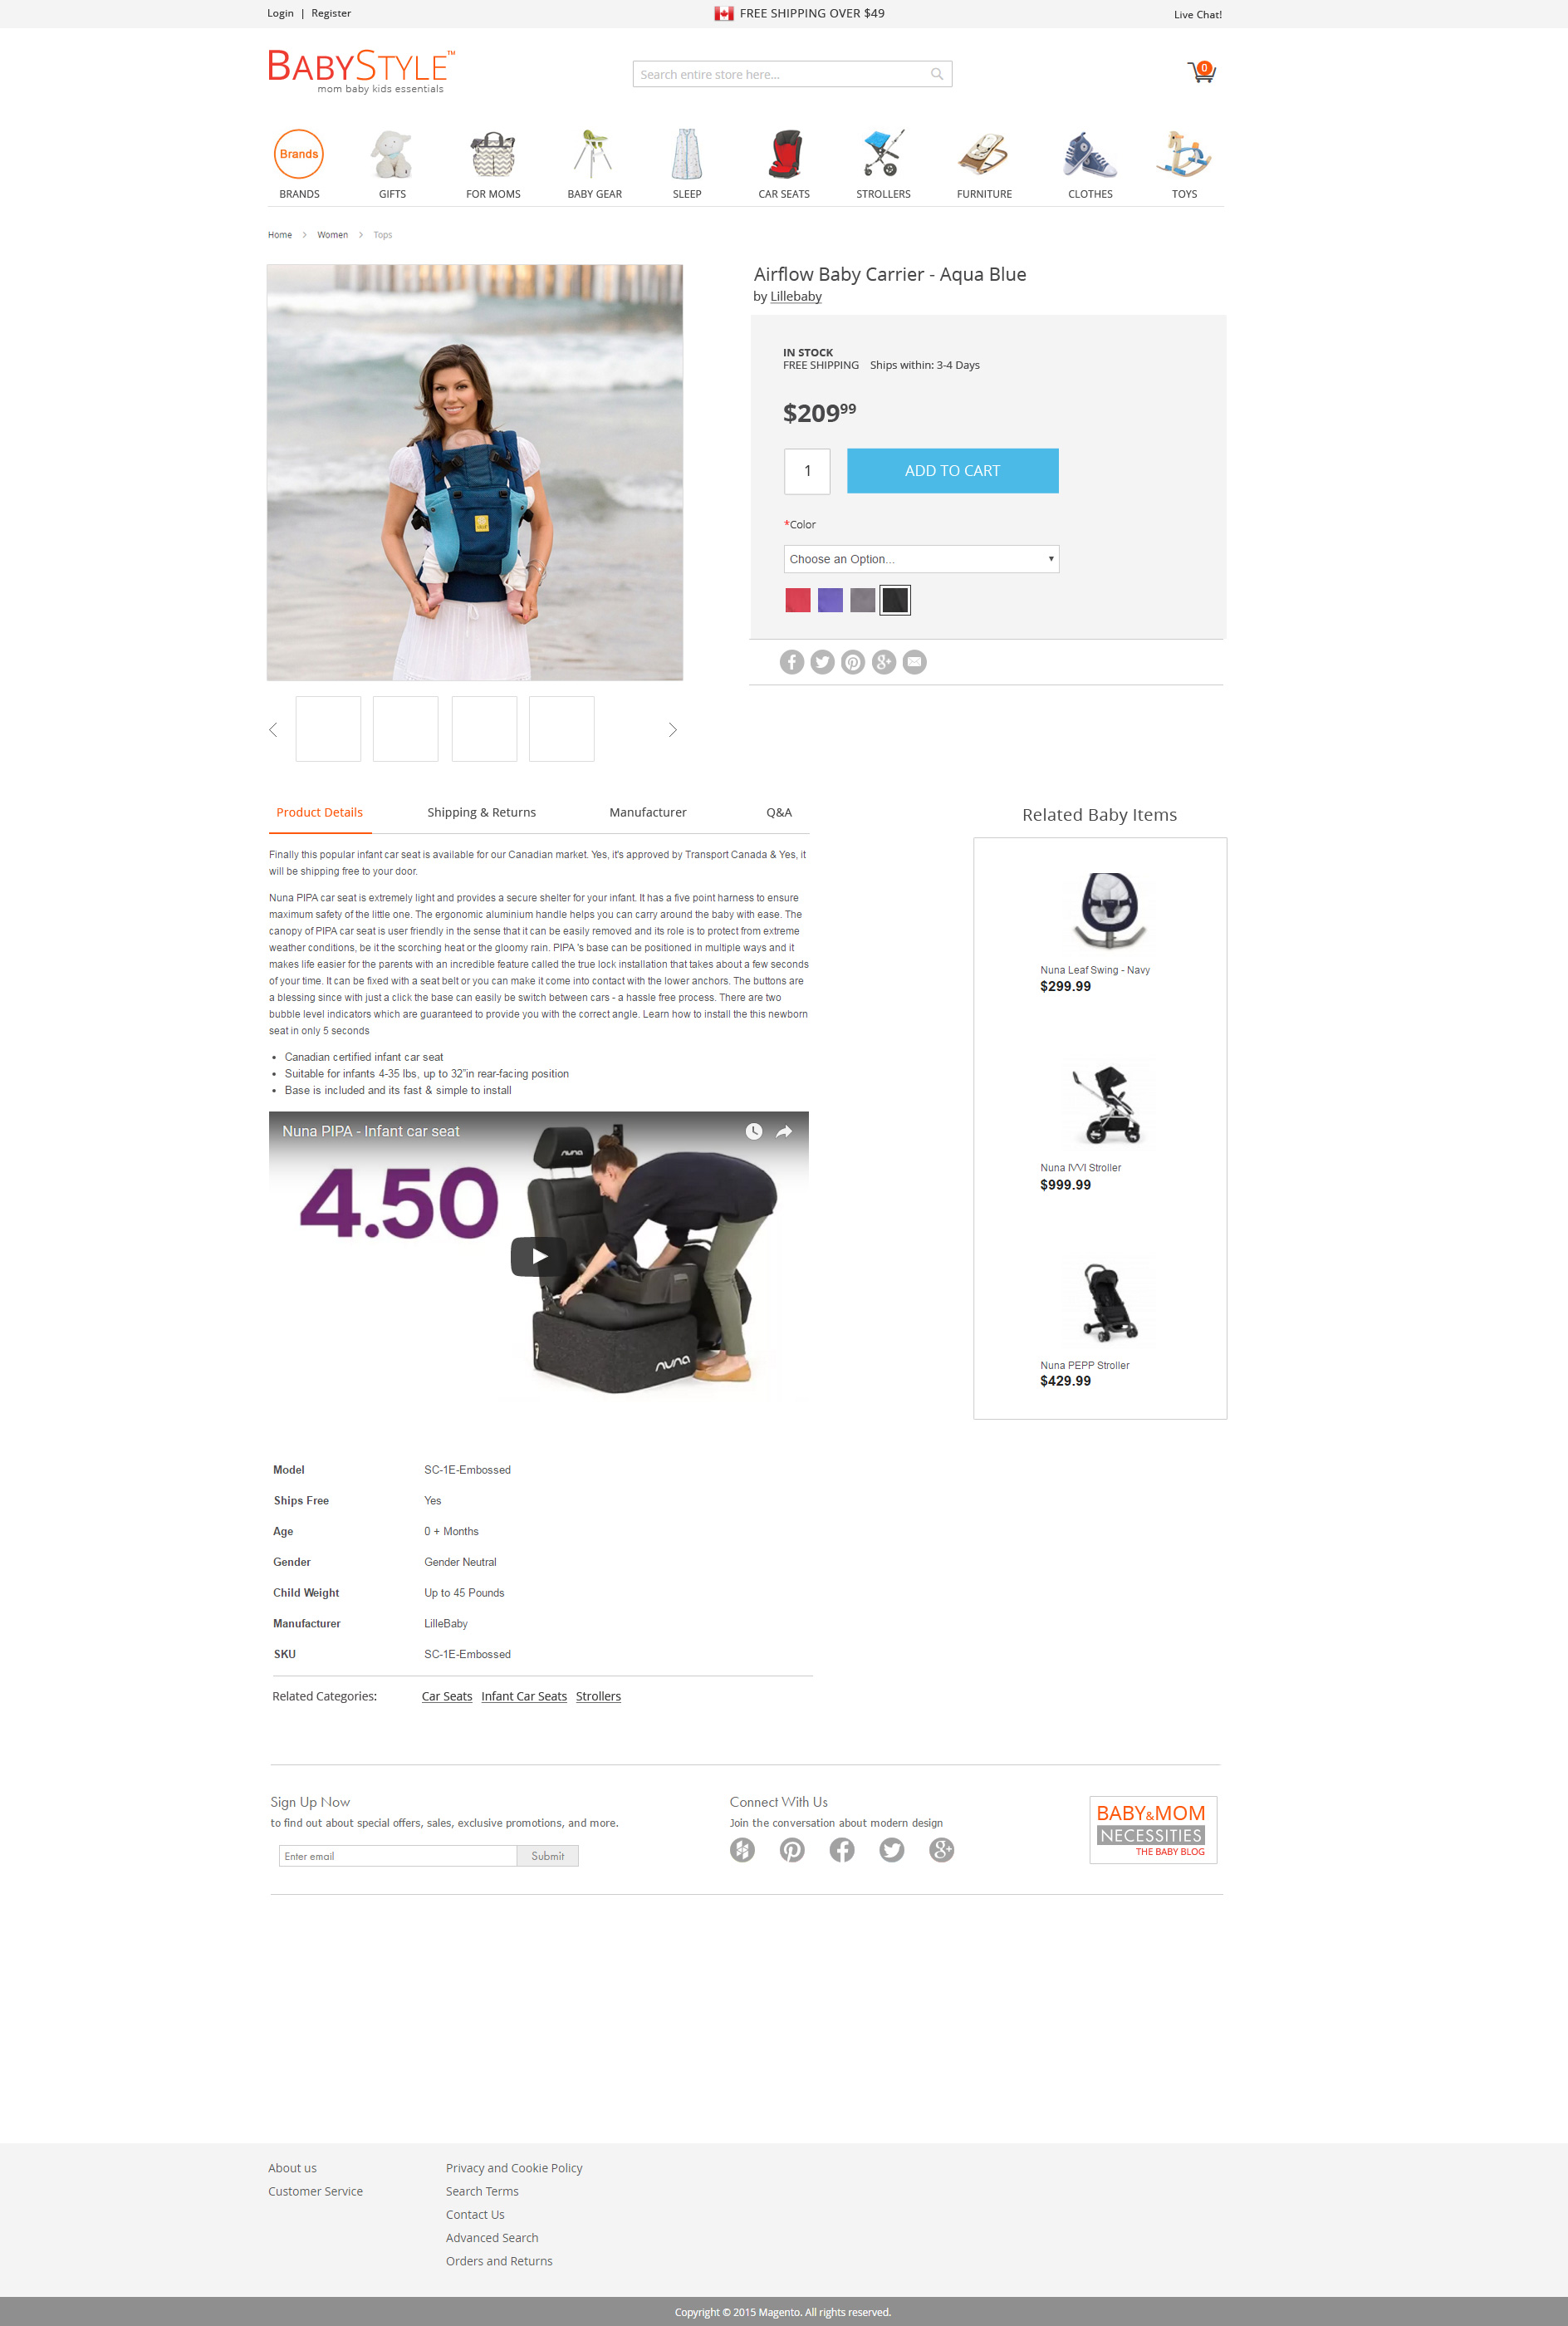 Login | Register
FREE SHIPPING OVER $49
Live Chat!
BABYSTYLE™
mom baby kids essentials
Search entire store here...
0
Brands
BRANDS
GIFTS
FOR MOMS
BABY GEAR
SLEEP
CAR SEATS
STROLLERS
FURNITURE
CLOTHES
TOYS
Home > Women > Tops
Airflow Baby Carrier - Aqua Blue
by Lillebaby
IN STOCK
FREE SHIPPING Ships within: 3-4 Days
$209.99
1
ADD TO CART
*Color
Choose an Option...
Product Details
Shipping & Returns
Manufacturer
Q&A
Finally this popular infant car seat is available for our Canadian market. Yes, it's approved by Transport Canada & Yes, it
will be shipping free to your door.
Nuna PIPA car seat is extremely light and provides a secure shelter for your infant. It has a five point harness to ensure
maximum safety of the little one. The ergonomic aluminium handle helps you can carry around the baby with ease. The
canopy of PIPA car seat is user friendly in the sense that it can be easily removed and its role is to protect from extreme
weather conditions, be it the scorching heat or the gloomy rain. PIPA 's base can be positioned in multiple ways and it
makes life easier for the parents with an incredible feature called the true lock installation that takes about a few seconds
of your time. It can be fixed with a seat belt or you can make it come into contact with the lower anchors. The buttons are
a blessing since with just a click the base can easily be switch between cars - a hassle free process. There are two
bubble level indicators which are guaranteed to provide you with the correct angle. Learn how to install the this newborn
seat in only 5 seconds
• Canadian certified infant car seat
• Suitable for infants 4-35 lbs, up to 32”in rear-facing position
• Base is included and its fast & simple to install
Nuna PIPA - Infant car seat
4.50
nuna
nuna
Related Baby Items
Nuna Leaf Swing - Navy
$299.99
Nuna IVVI Stroller
$999.99
Nuna PEPP Stroller
$429.99
Model SC-1E-Embossed
Ships Free Yes
Age 0 + Months
Gender Gender Neutral
Child Weight Up to 45 Pounds
Manufacturer LilleBaby
SKU SC-1E-Embossed
Related Categories: Car Seats Infant Car Seats Strollers
Sign Up Now
to find out about special offers, sales, exclusive promotions, and more.
Enter email
Submit
Connect With Us
Join the conversation about modern design
BABY&MOM
NECESSITIES
THE BABY BLOG
About us
Customer Service
Privacy and Cookie Policy
Search Terms
Contact Us
Advanced Search
Orders and Returns
Copyright © 2015 Magento. All rights reserved.